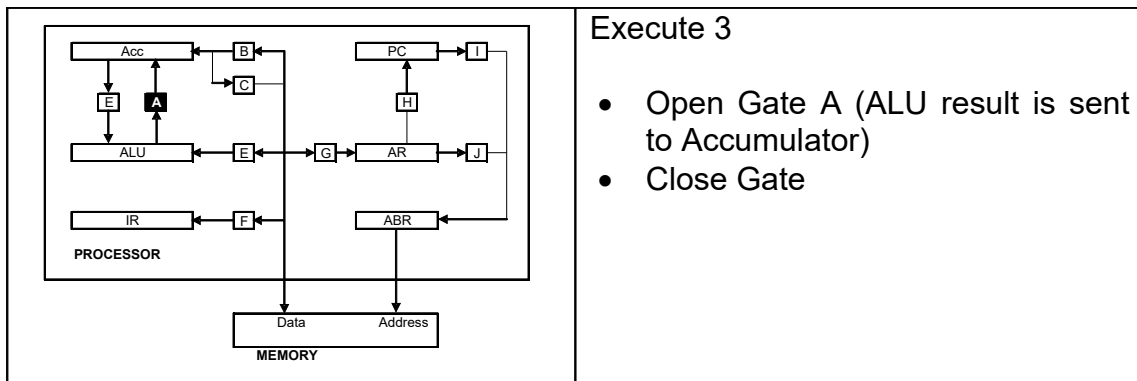 Acc
B
PC
I
C
E
A
H
ALU
E
G
AR
J
IR
F
ABR
PROCESSOR
Data
Address
MEMORY
Execute 3
• Open Gate A (ALU result is sent
to Accumulator)
• Close Gate